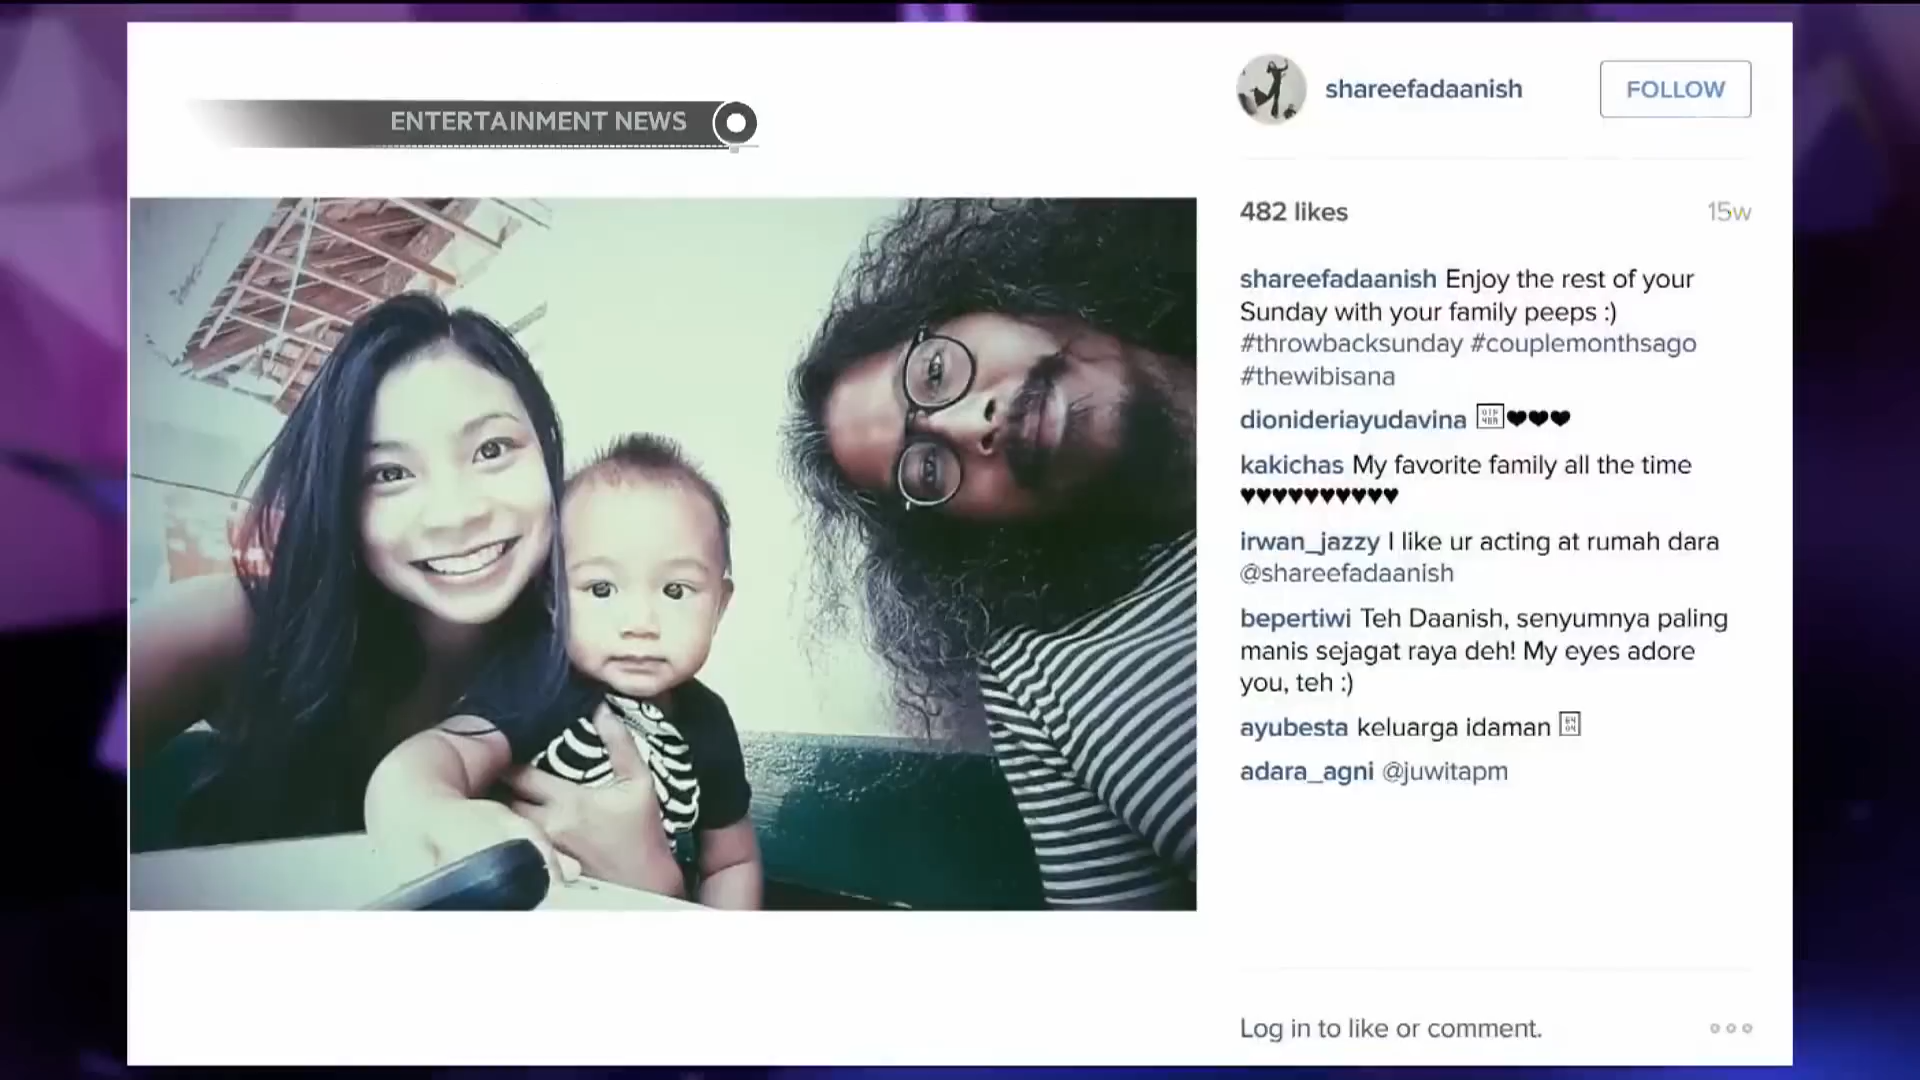 ENTERTAINMENT NEWS
shareefadaanish
FOLLOW
482 likes
15w
shareefadaanish Enjoy the rest of your
Sunday with your family peeps :)
#throwbacksunday #couplemonthsago
#thewibisana
dionideriayudavina 🖤🖤🖤
kakichas My favorite family all the time
♥♥♥♥♥♥♥♥♥♥
irwan_jazzy I like ur acting at rumah dara
@shareefadaanish
bepertiwi Teh Daanish, senyumnya paling
manis sejagat raya deh! My eyes adore
you, teh :)
ayubesta keluarga idaman
adara_agni @juwitapm
Log in to like or comment.